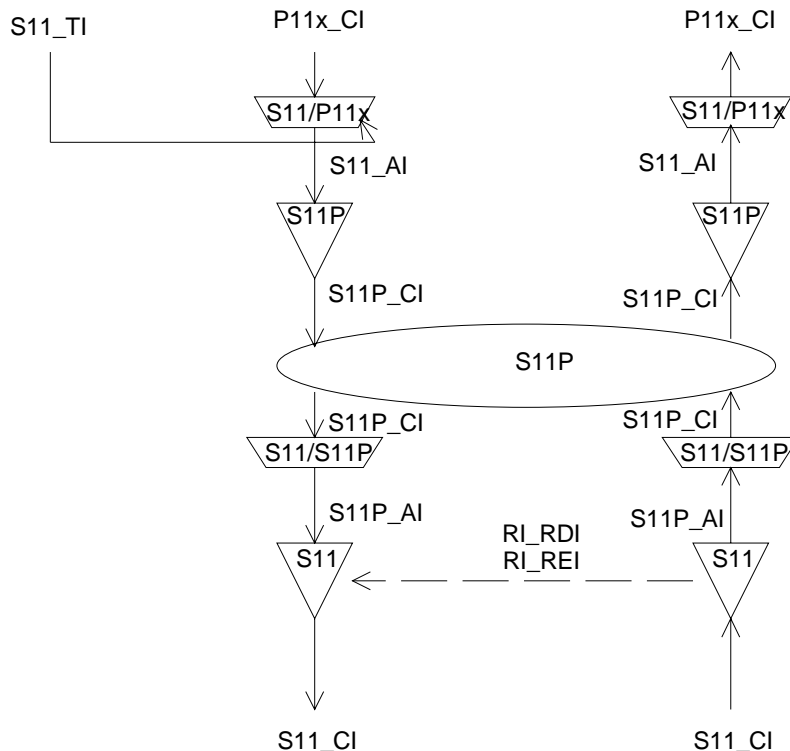 S11_TI
P11x_CI
P11x_CI
S11/P11x
S11/P11x
S11_AI
S11_AI
S11P
S11P
S11P_CI
S11P_CI
S11P
S11P_CI
S11P_CI
S11/S11P
S11/S11P
S11P_AI
S11P_AI
RI_RDI
RI_REI
S11
S11
S11_CI
S11_CI